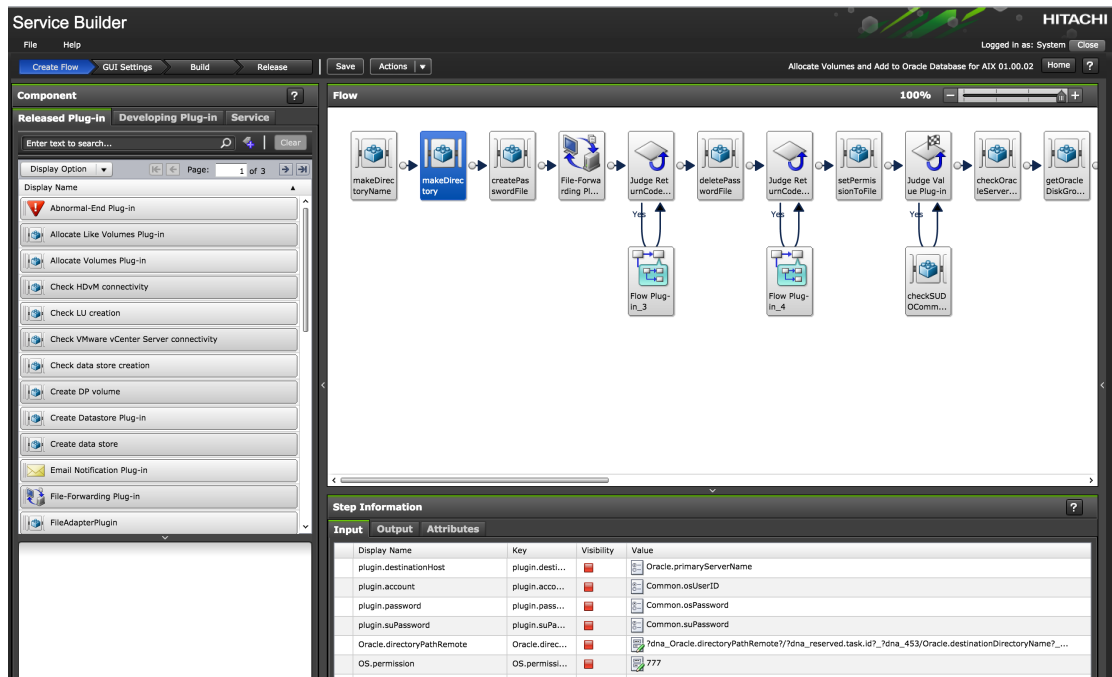 Service Builder
HITACHI
File Help
Logged in as: System Close
Create Flow GUI Settings Build Release Save Actions
Allocate Volumes and Add to Oracle Database for AIX 01.00.02 Home ?
Component ?
Released Plug-in Developing Plug-in Service
Enter text to search... Clear
Display Option Page: 1 of 3
Display Name
Abnormal-End Plug-in
Allocate Like Volumes Plug-in
Allocate Volumes Plug-in
Check HDvM connectivity
Check LU creation
Check VMware vCenter Server connectivity
Check data store creation
Create DP volume
Create Datastore Plug-in
Create data store
Email Notification Plug-in
File-Forwarding Plug-in
FileAdapterPlugin
Flow 100%
makeDirec
toryName
makeDirec
tory
createPas
swordFile
File-Forwa
rding Pl...
Judge Ret
urnCode...
deletePass
wordFile
Judge Ret
urnCode...
setPermis
sionToFile
Judge Val
ue Plug-in
checkOrac
leServer...
getOracle
DiskGro...
Yes
Yes
Yes
Flow Plug-
in_3
Flow Plug-
in_4
checkSUD
OComm...
Step Information ?
Input Output Attributes
Display Name Key Visibility Value
plugin.destinationHost plugin.desti... Oracle.primaryServerName
plugin.account plugin.acco... Common.osUserID
plugin.password plugin.pass... Common.osPassword
plugin.suPassword plugin.suPa... Common.suPassword
Oracle.directoryPathRemote Oracle.direc... ?dna_Oracle.directoryPathRemote?/?dna_reserved.task.id?_?dna_453/Oracle.destinationDirectoryName?_...
OS.permission OS.permissi... 777